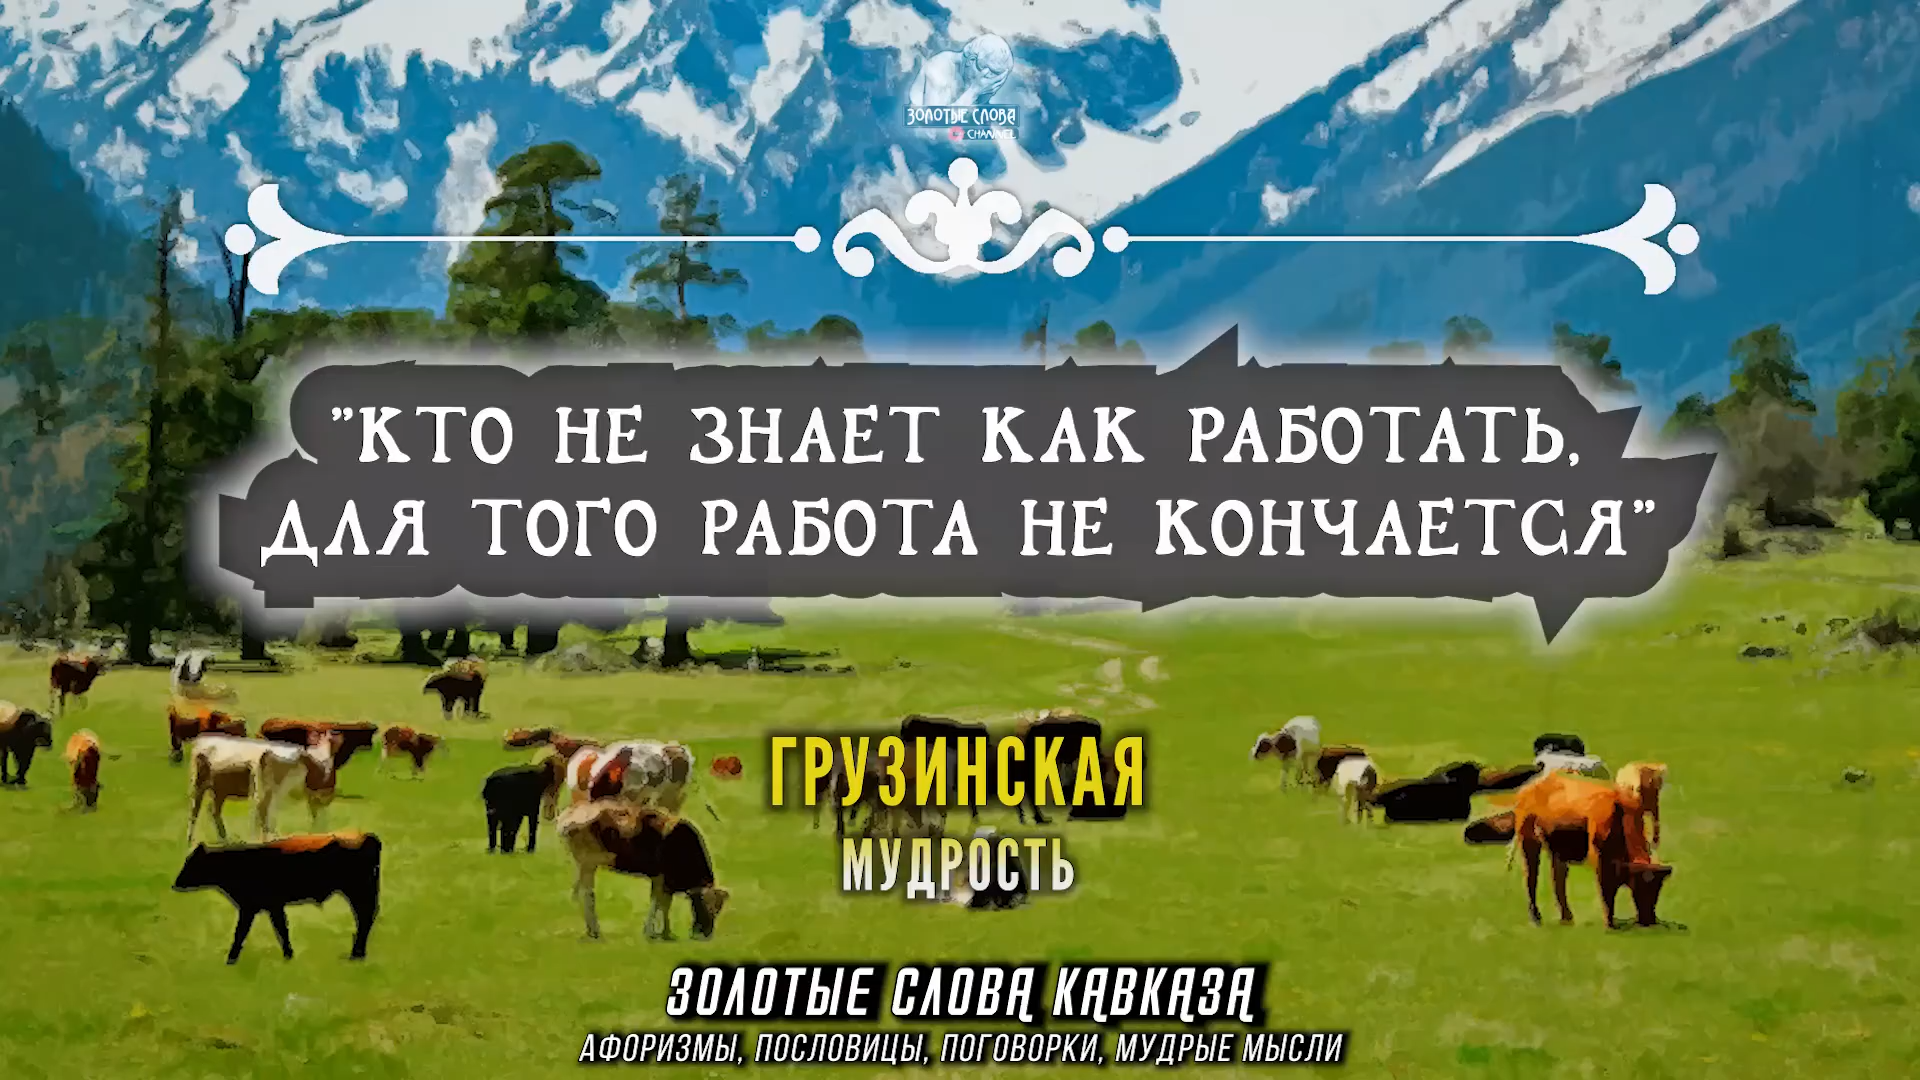 ЗОЛОТЫЕ СЛОВА
CHANNEL
"КТО НЕ ЗНАЕТ КАК РАБОТАТЬ,
ДЛЯ ТОГО РАБОТА НЕ КОНЧАЕТСЯ"
ГРУЗИНСКАЯ
МУДРОСТЬ
ЗОЛОТЫЕ СЛОВА КАВКАЗА
АФОРИЗМЫ, ПОСЛОВИЦЫ, ПОГОВОРКИ, МУДРЫЕ МЫСЛИ